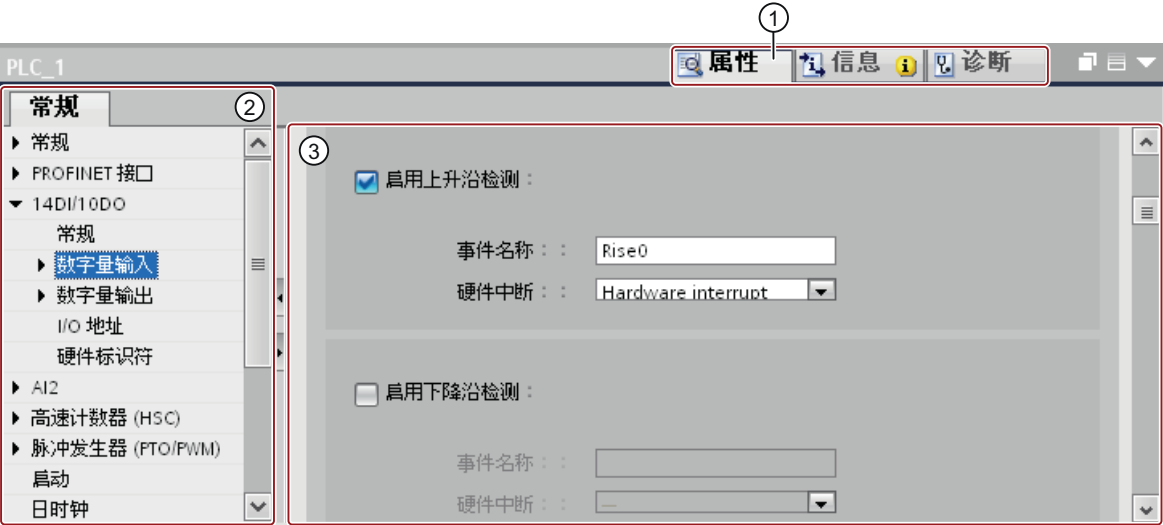 ①
PLC_1
属性 信息 诊断
常规
②
常规
PROFINET 接口
14DI/10DO
常规
数字量输入
数字量输出
I/O 地址
硬件标识符
AI2
高速计数器 (HSC)
脉冲发生器 (PTO/PWM)
启动
日时钟
③
启用上升沿检测：
事件名称：： Rise0
硬件中断：： Hardware interrupt
启用下降沿检测：
事件名称：：
硬件中断：： —